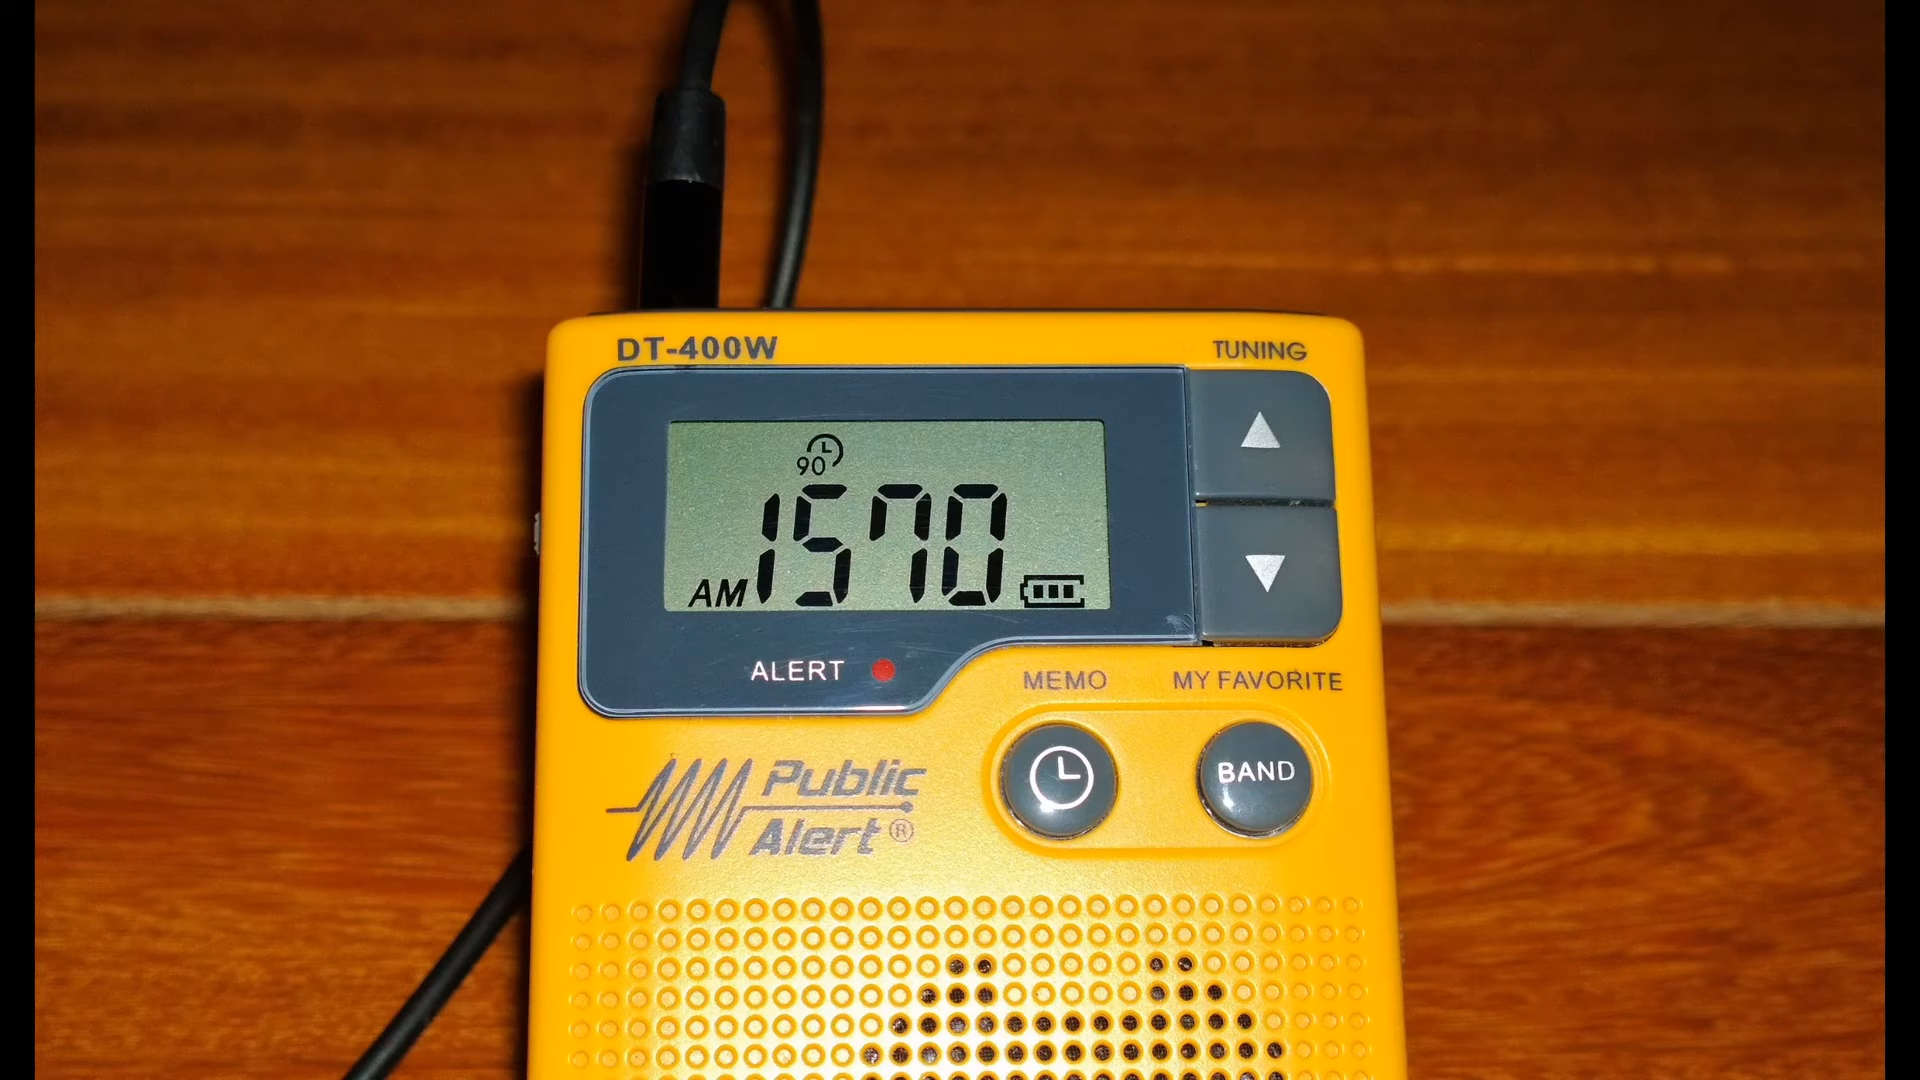 DT-400W
TUNING
90
AM 1570
ALERT
MEMO
MY FAVORITE
BAND
Public
Alert®